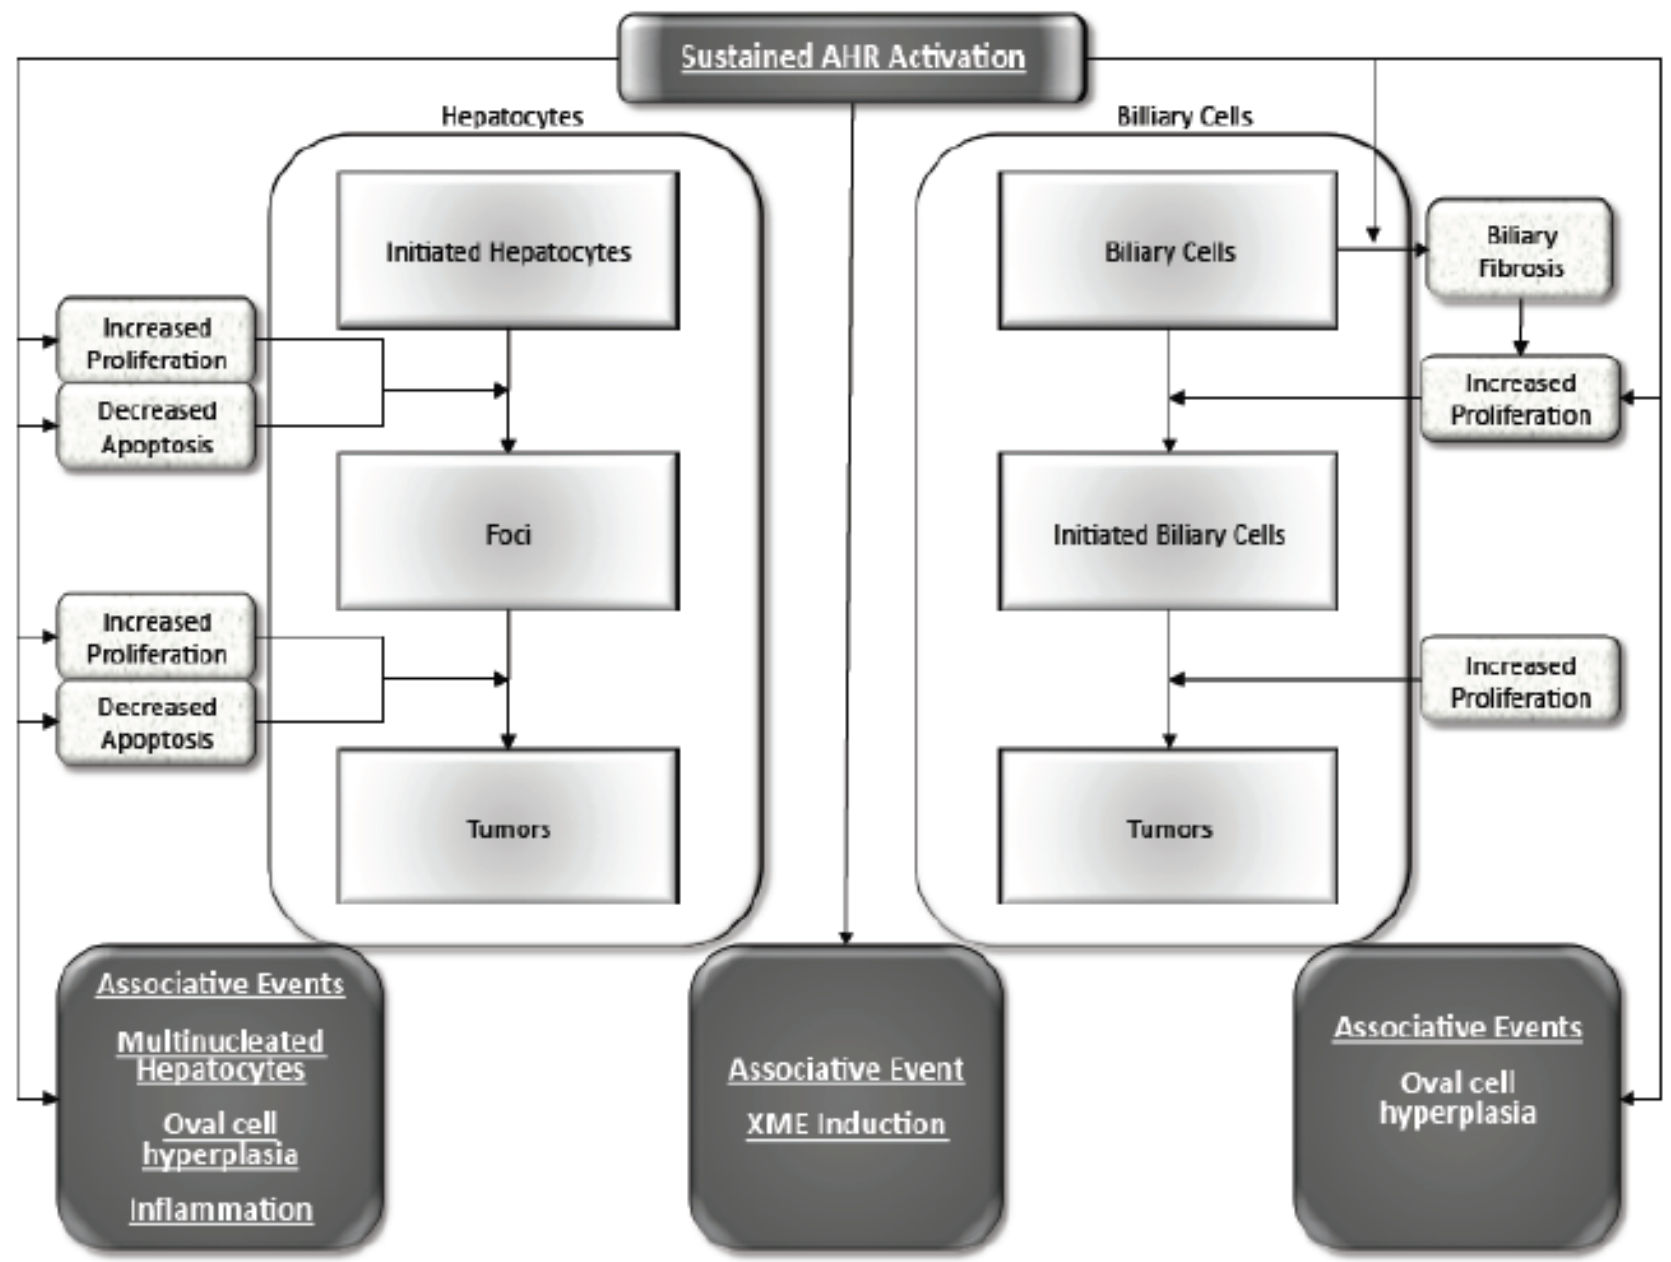 Sustained AHR Activation
Hepatocytes
Billiary Cells
Initiated Hepatocytes
Biliary Cells
Biliary
Fibrosis
Increased
Proliferation
Decreased
Apoptosis
Increased
Proliferation
Foci
Initiated Biliary Cells
Increased
Proliferation
Decreased
Apoptosis
Increased
Proliferation
Tumors
Tumors
Associative Events
Multinucleated
Hepatocytes
Oval cell
hyperplasia
Inflammation
Associative Event
XME Induction
Associative Events
Oval cell
hyperplasia